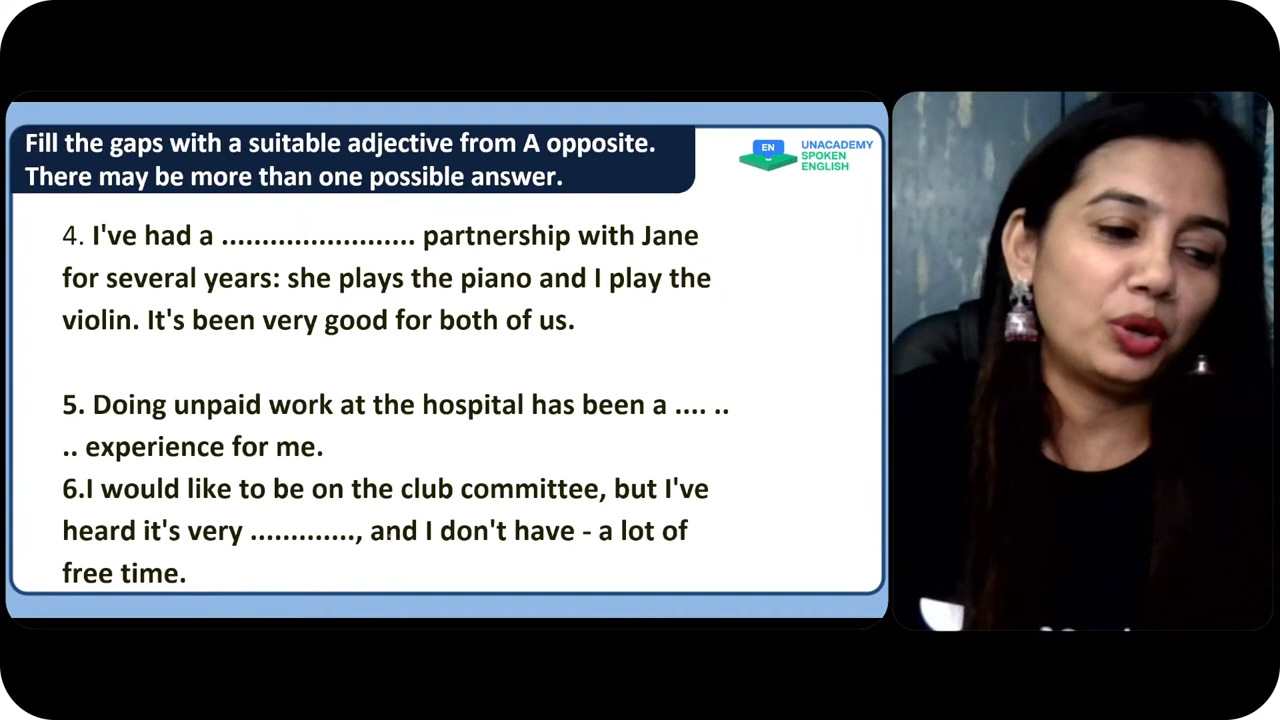 Fill the gaps with a suitable adjective from A opposite.
There may be more than one possible answer.
EN
UNACADEMY
SPOKEN
ENGLISH
4. I've had a ........................ partnership with Jane
for several years: she plays the piano and I play the
violin. It's been very good for both of us.
5. Doing unpaid work at the hospital has been a .... ..
.. experience for me.
6.I would like to be on the club committee, but I've
heard it's very ............., and I don't have - a lot of
free time.